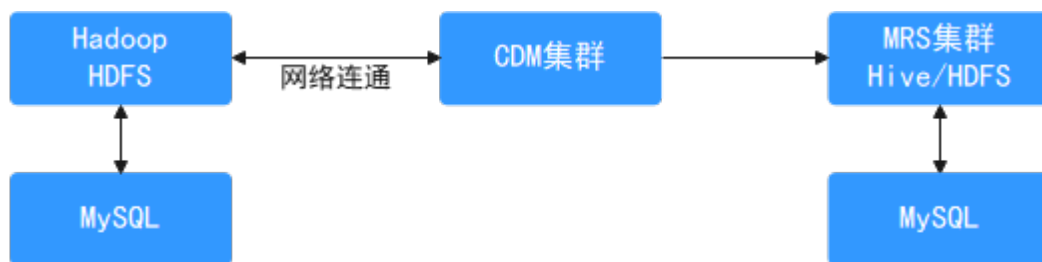 Hadoop
HDFS
网络连通
CDM集群
MRS集群
Hive/HDFS
MySQL
MySQL